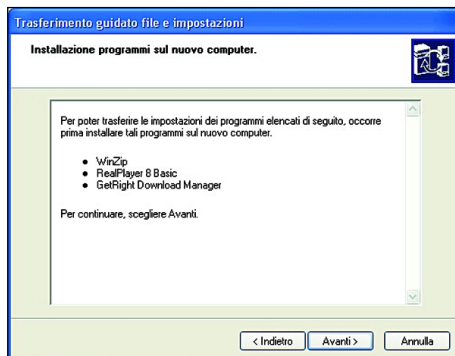 Trasferimento guidato file e impostazioni
Installazione programmi sul nuovo computer.
Per poter trasferire le impostazioni dei programmi elencati di seguito, occorre
prima installare tali programmi sul nuovo computer.
• WinZip
• RealPlayer 8 Basic
• GetRight Download Manager
Per continuare, scegliere Avanti.
< Indietro
Avanti >
Annulla